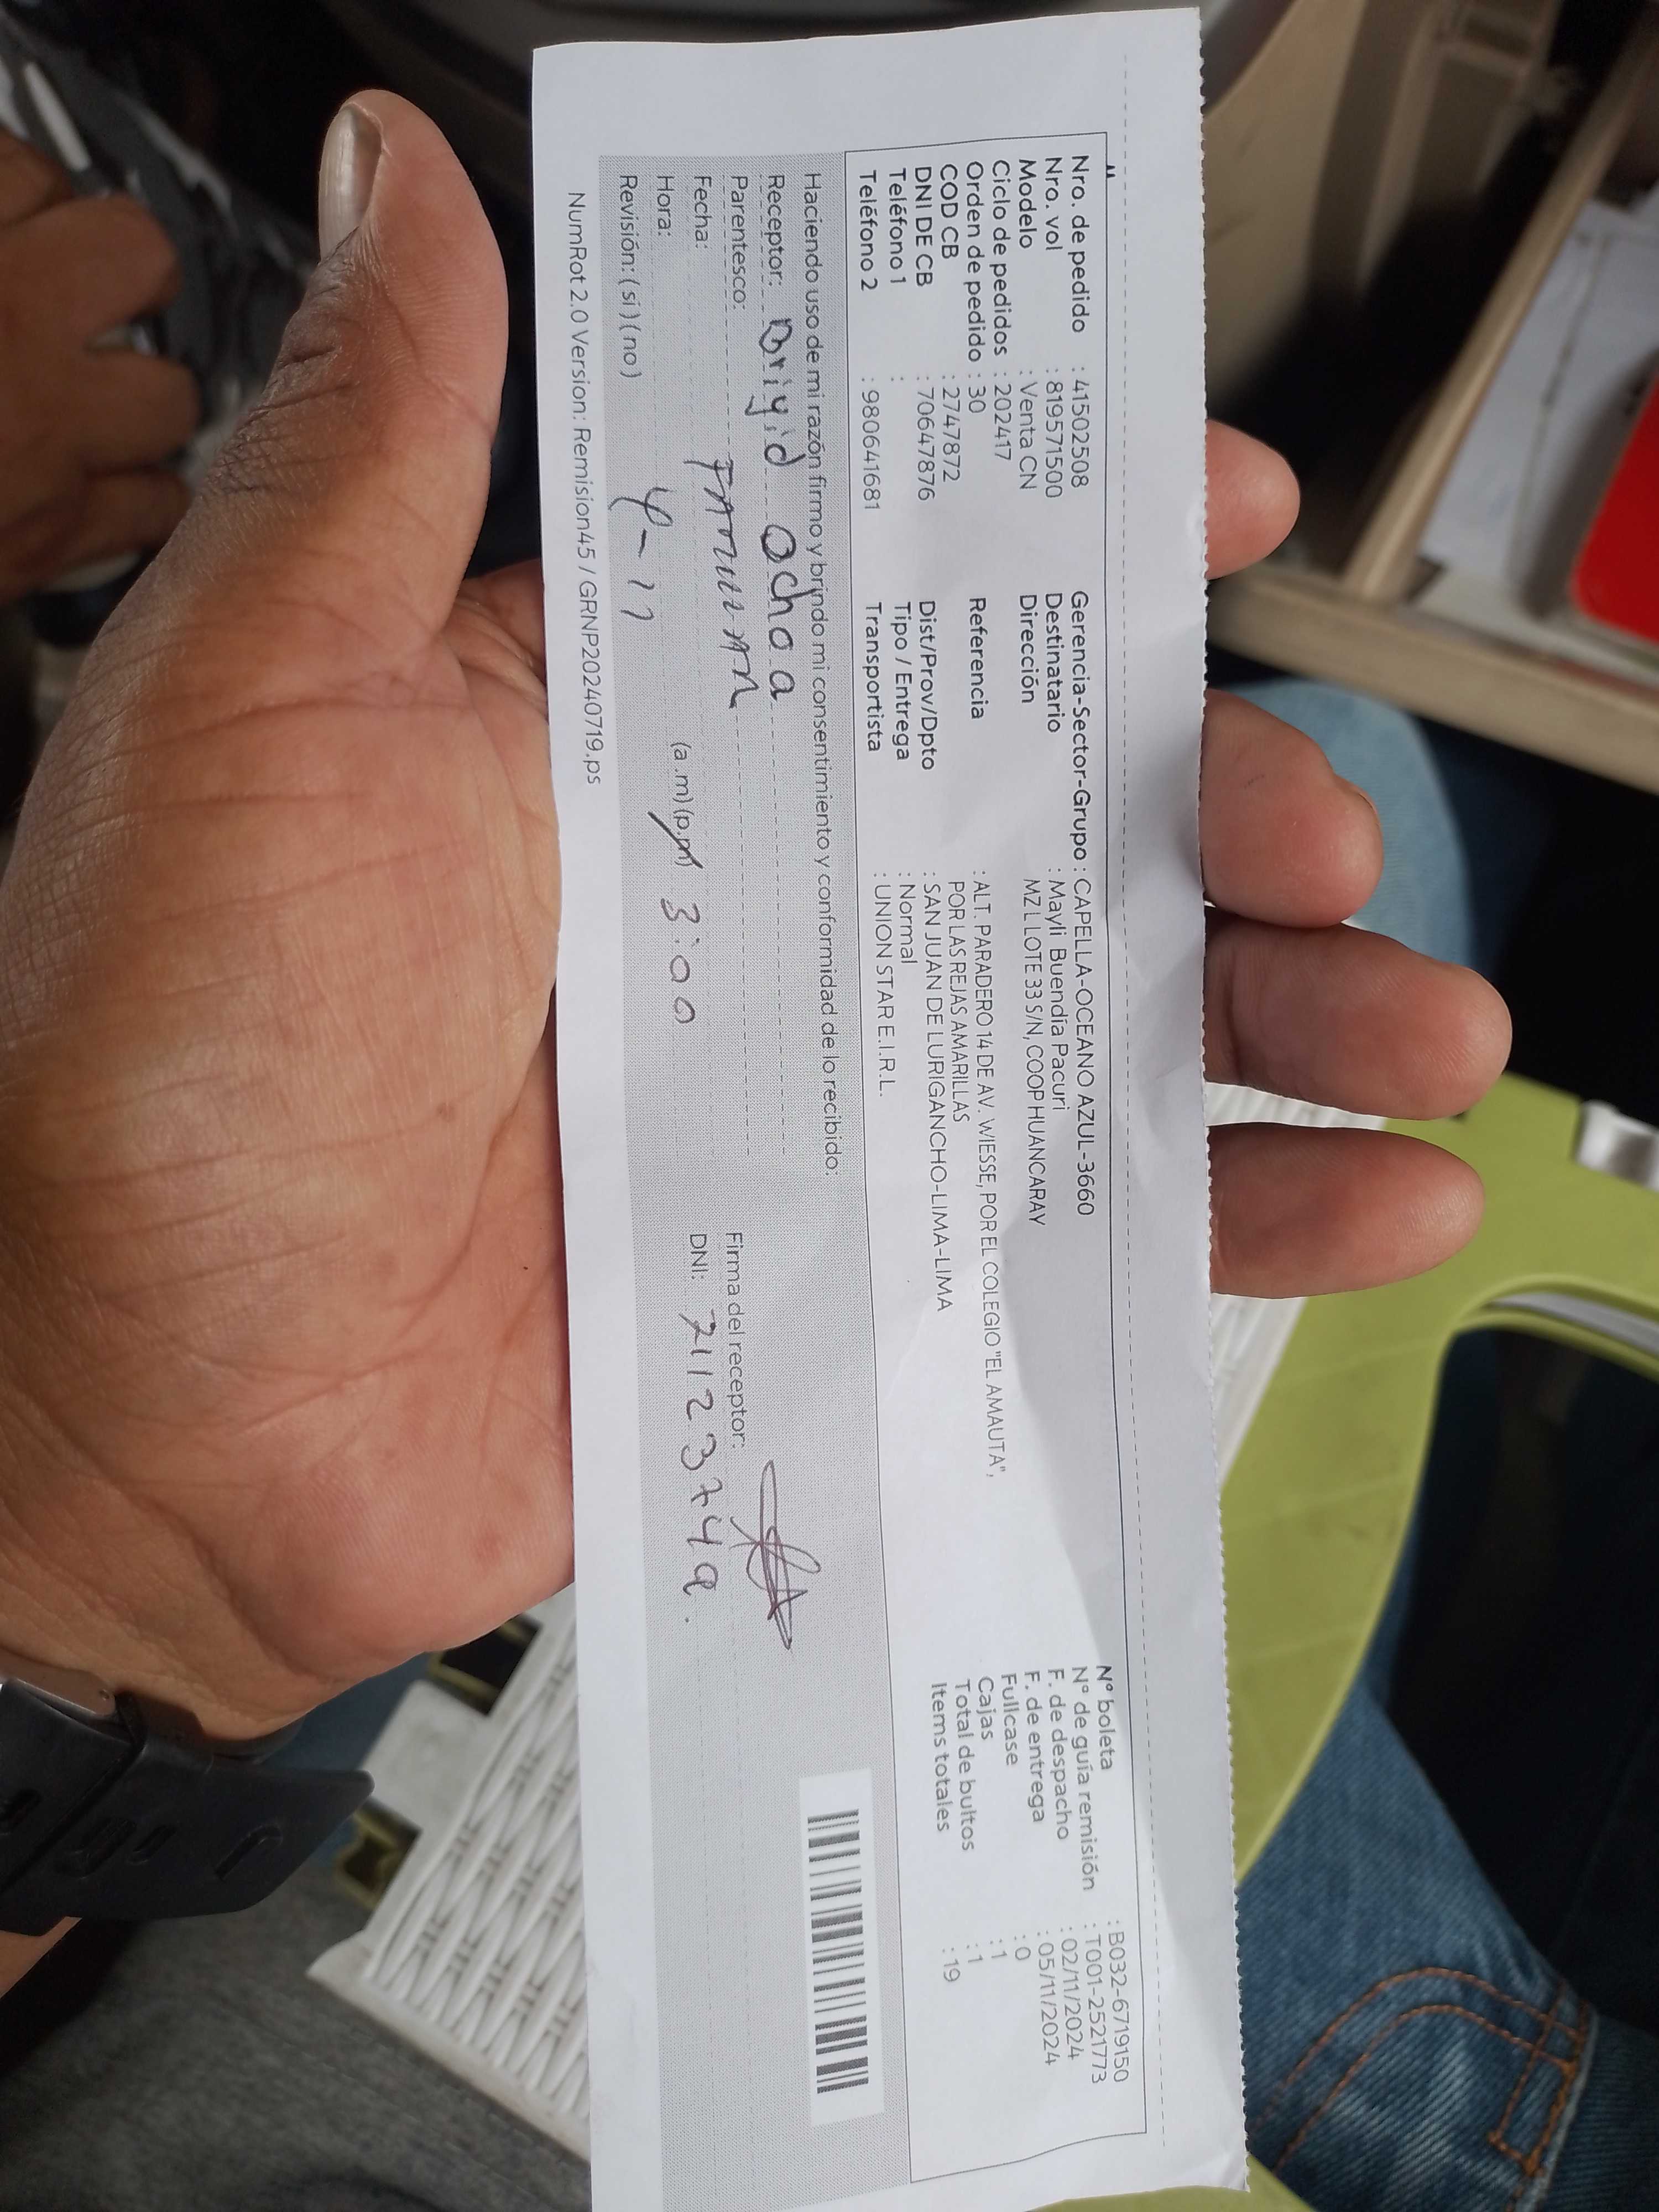 Nro. de pedido : 41502508
Nro. vol : 819571500
Modelo : Venta CN
Ciclo de pedidos : 202417
Orden de pedido : 30
COD CB : 2747872
DNI DE CB : 70647876
Teléfono 1 :
Teléfono 2 : 980641681
Gerencia-Sector-Grupo : CAPELLA-OCEANO AZUL-3660
Destinatario : Mayli Buendía Pacuri
Dirección MZ L LOTE 33 S/N, COOP HUANCARAY
Referencia : ALT. PARADERO 14 DE AV. WIESSE, POR EL COLEGIO "EL AMAUTA",
POR LAS REJAS AMARILLAS
Dist/Prov/Dpto : SAN JUAN DE LURIGANCHO-LIMA-LIMA
Tipo / Entrega : Normal
Transportista : UNION STAR E.I.R.L.
Nº boleta : B032-6719150
Nº de guía remisión : T001-2521773
F. de despacho : 02/11/2024
F. de entrega : 05/11/2024
Fullcase : 0
Cajas : 1
Total de bultos : 1
Items totales : 19
Haciendo uso de mi razón firmo y brindo mi consentimiento y conformidad de lo recibido:
Receptor: Brigid Ochoa
Parentesco:
Fecha:
Hora: (a.m)(p.m) 3:00
Revisión: (si) (no)
Firma del receptor:
DNI: 71123749.
NumRot 2.0 Version: Remision45 / GRNP20240719.ps